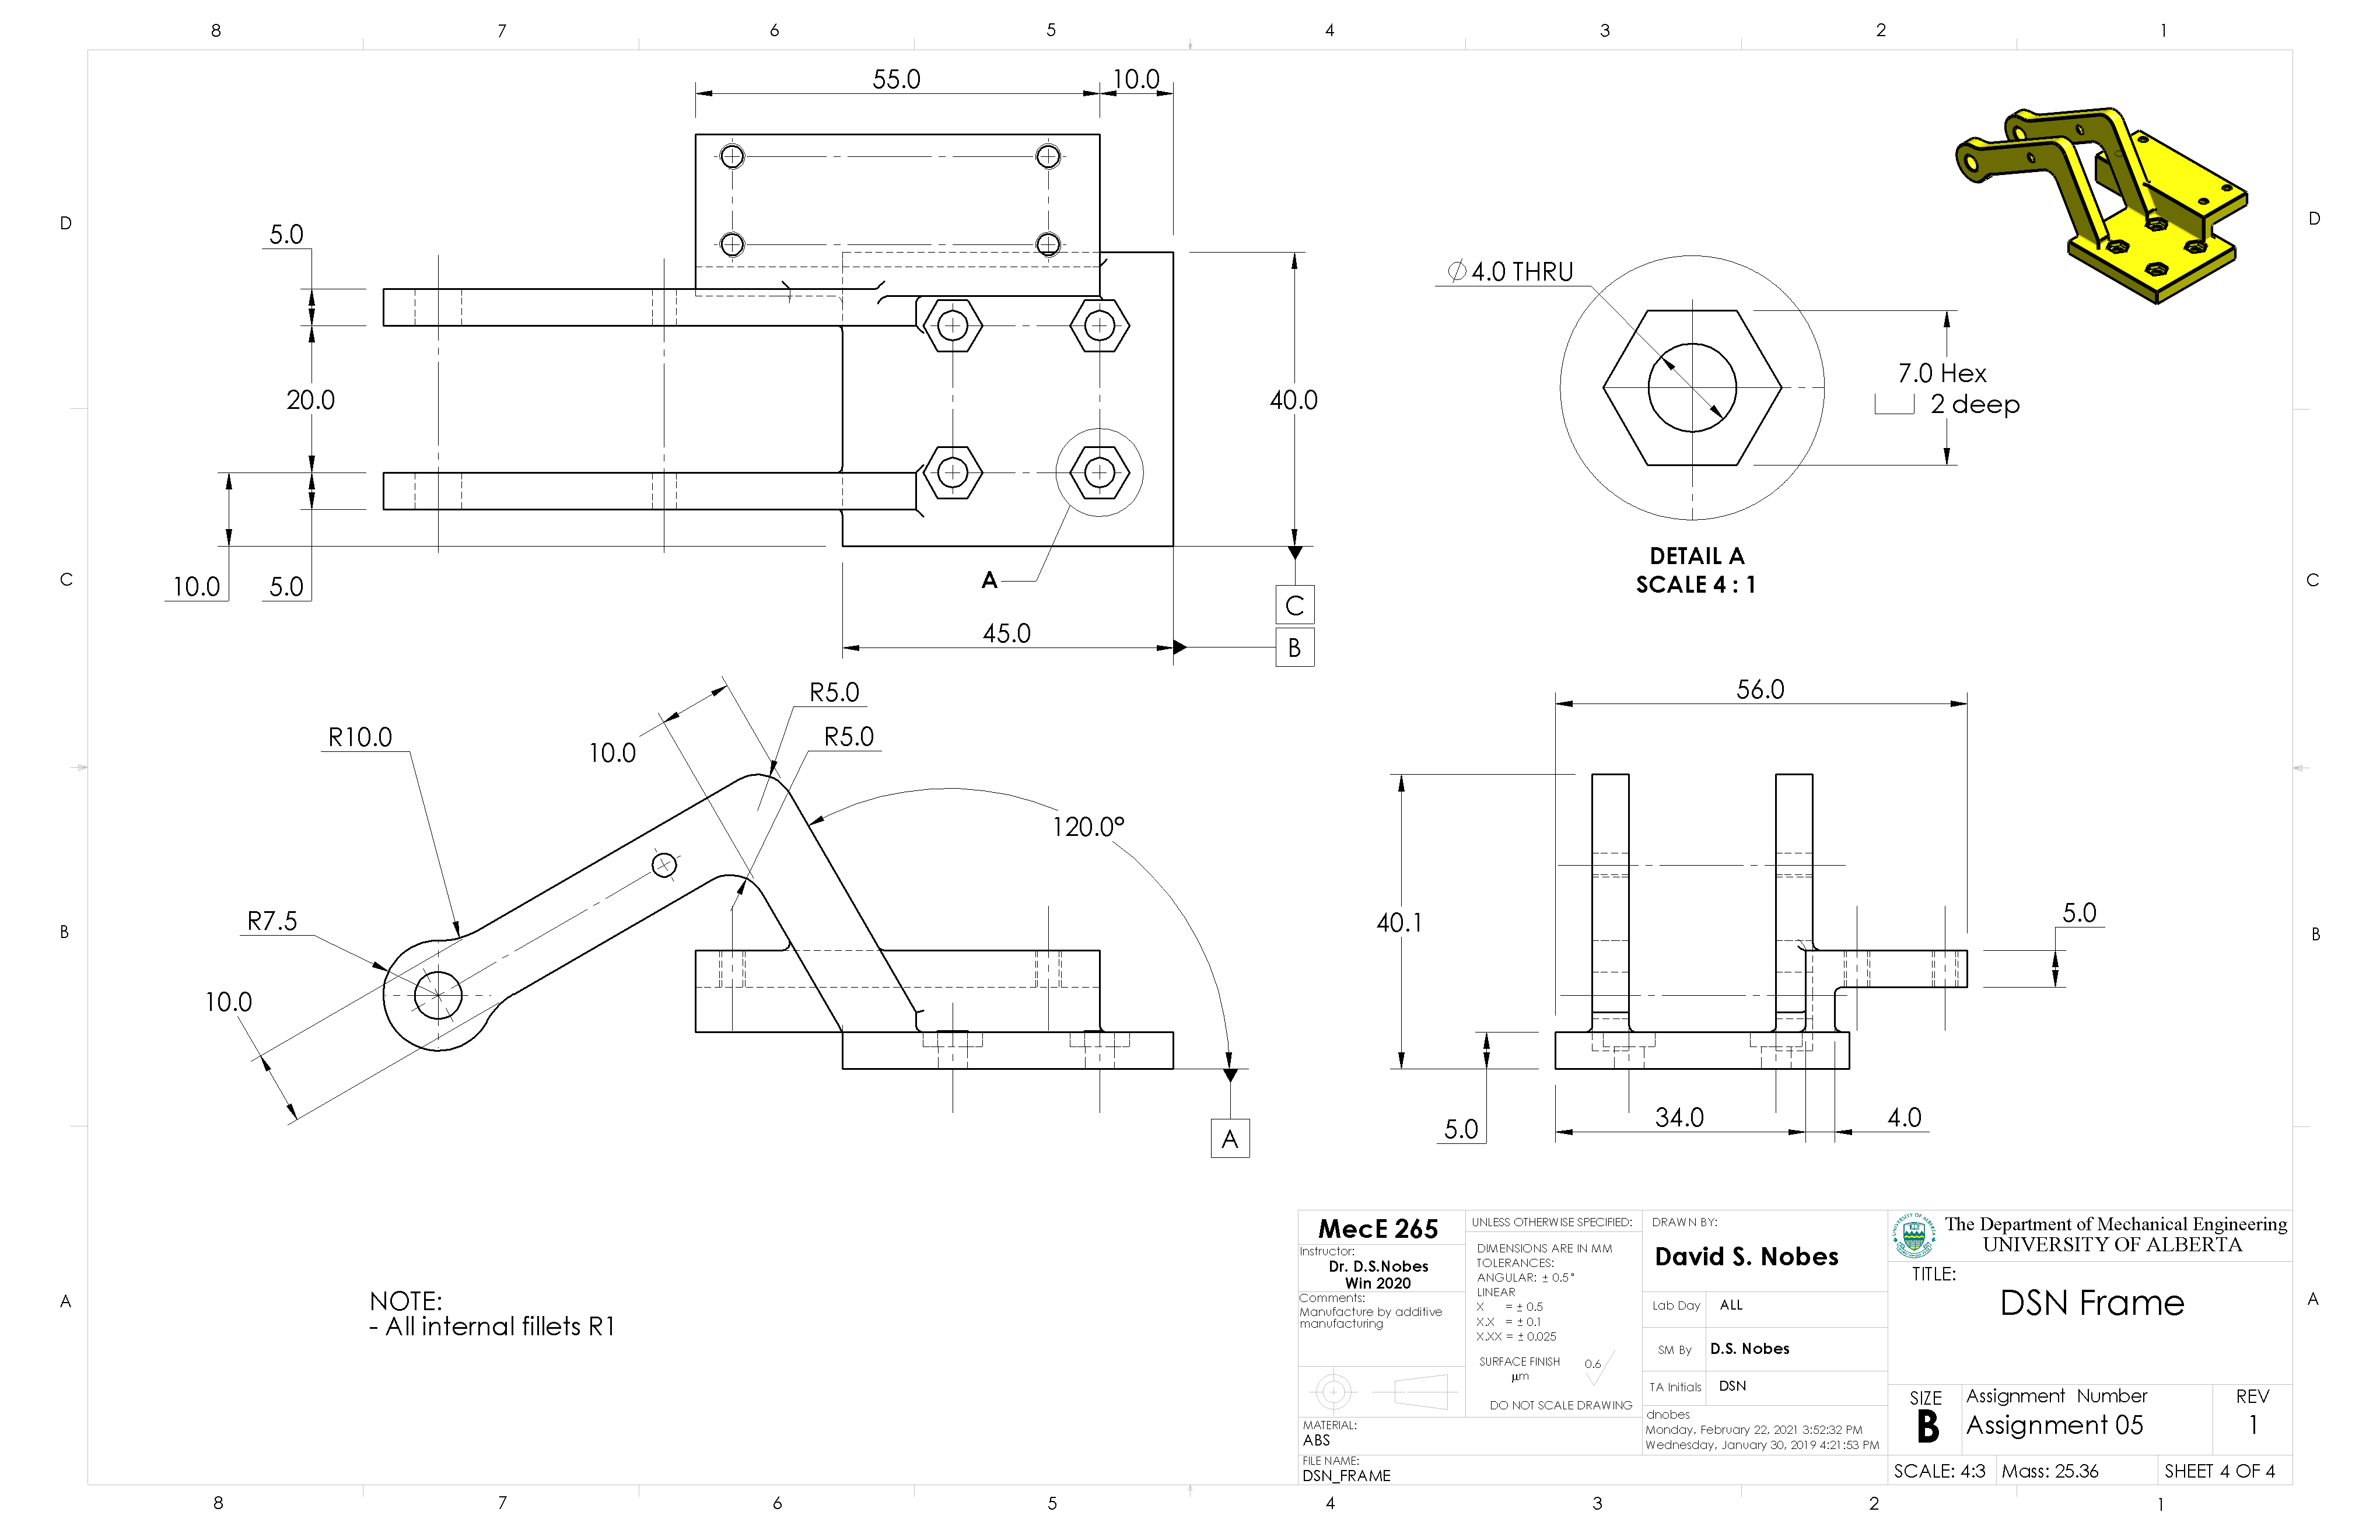 8 7 6 5 4 3 2 1
D
C
B
A
D
C
B
A
55.0
10.0
5.0
20.0
40.0
10.0
5.0
A
45.0
C
B
⌀4.0 THRU
7.0 Hex
2 deep
DETAIL A
SCALE 4 : 1
R5.0
R5.0
10.0
R10.0
R7.5
10.0
120.0°
A
56.0
40.1
5.0
5.0
34.0
4.0
NOTE:
- All internal fillets R1
MecE 265
Instructor:
Dr. D.S.Nobes
Win 2020
Comments:
Manufacture by additive
manufacturing
MATERIAL:
ABS
FILE NAME:
DSN_FRAME
UNLESS OTHERWISE SPECIFIED:
DIMENSIONS ARE IN MM
TOLERANCES:
ANGULAR: ± 0.5°
LINEAR
X = ± 0.5
X.X = ± 0.1
X.XX = ± 0.025
SURFACE FINISH 0.6
μm
DO NOT SCALE DRAWING
DRAWN BY:
David S. Nobes
Lab Day ALL
SM By D.S. Nobes
TA Initials DSN
dnobes
Monday, February 22, 2021 3:52:32 PM
Wednesday, January 30, 2019 4:21:53 PM
The Department of Mechanical Engineering
UNIVERSITY OF ALBERTA
TITLE:
DSN Frame
SIZE
B
Assignment Number
Assignment 05
REV
1
SCALE: 4:3 Mass: 25.36 SHEET 4 OF 4
8 7 6 5 4 3 2 1